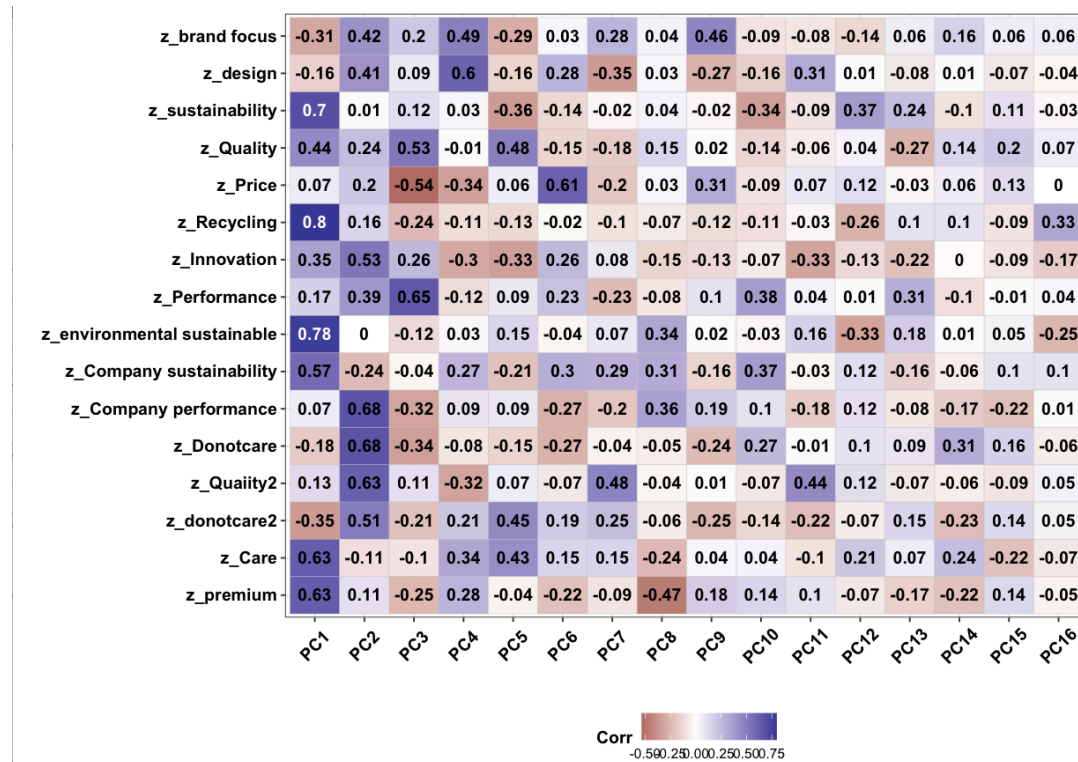 z_brand focus -0.31 0.42 0.2 0.49 -0.29 0.03 0.28 0.04 0.46 -0.09 -0.08 -0.14 0.06 0.16 0.06 0.06
z_design -0.16 0.41 0.09 0.6 -0.16 0.28 -0.35 0.03 -0.27 -0.16 0.31 0.01 -0.08 0.01 -0.07 -0.04
z_sustainability 0.7 0.01 0.12 0.03 -0.36 -0.14 -0.02 0.04 -0.02 -0.34 -0.09 0.37 0.24 -0.1 0.11 -0.03
z_Quality 0.44 0.24 0.53 -0.01 0.48 -0.15 -0.18 0.15 0.02 -0.14 -0.06 0.04 -0.27 0.14 0.2 0.07
z_Price 0.07 0.2 -0.54 -0.34 0.06 0.61 -0.2 0.03 0.31 -0.09 0.07 0.12 -0.03 0.06 0.13 0
z_Recycling 0.8 0.16 -0.24 -0.11 -0.13 -0.02 -0.1 -0.07 -0.12 -0.11 -0.03 -0.26 0.1 0.1 -0.09 0.33
z_Innovation 0.35 0.53 0.26 -0.3 -0.33 0.26 0.08 -0.15 -0.13 -0.07 -0.33 -0.13 -0.22 0 -0.09 -0.17
z_Performance 0.17 0.39 0.65 -0.12 0.09 0.23 -0.23 -0.08 0.1 0.38 0.04 0.01 0.31 -0.1 -0.01 0.04
z_environmental sustainable 0.78 0 -0.12 0.03 0.15 -0.04 0.07 0.34 0.02 -0.03 0.16 -0.33 0.18 0.01 0.05 -0.25
z_Company sustainability 0.57 -0.24 -0.04 0.27 -0.21 0.3 0.29 0.31 -0.16 0.37 -0.03 0.12 -0.16 -0.06 0.1 0.1
z_Company performance 0.07 0.68 -0.32 0.09 0.09 -0.27 -0.2 0.36 0.19 0.1 -0.18 0.12 -0.08 -0.17 -0.22 0.01
z_Donotcare -0.18 0.68 -0.34 -0.08 -0.15 -0.27 -0.04 -0.05 -0.24 0.27 -0.01 0.1 0.09 0.31 0.16 -0.06
z_Quaiity2 0.13 0.63 0.11 -0.32 0.07 -0.07 0.48 -0.04 0.01 -0.07 0.44 0.12 -0.07 -0.06 -0.09 0.05
z_donotcare2 -0.35 0.51 -0.21 0.21 0.45 0.19 0.25 -0.06 -0.25 -0.14 -0.22 -0.07 0.15 -0.23 0.14 0.05
z_Care 0.63 -0.11 -0.1 0.34 0.43 0.15 0.15 -0.24 0.04 0.04 -0.1 0.21 0.07 0.24 -0.22 -0.07
z_premium 0.63 0.11 -0.25 0.28 -0.04 -0.22 -0.09 -0.47 0.18 0.14 0.1 -0.07 -0.17 -0.22 0.14 -0.05
PC1 PC2 PC3 PC4 PC5 PC6 PC7 PC8 PC9 PC10 PC11 PC12 PC13 PC14 PC15 PC16
Corr
-0.50 -0.25 0.00 0.25 0.50 0.75